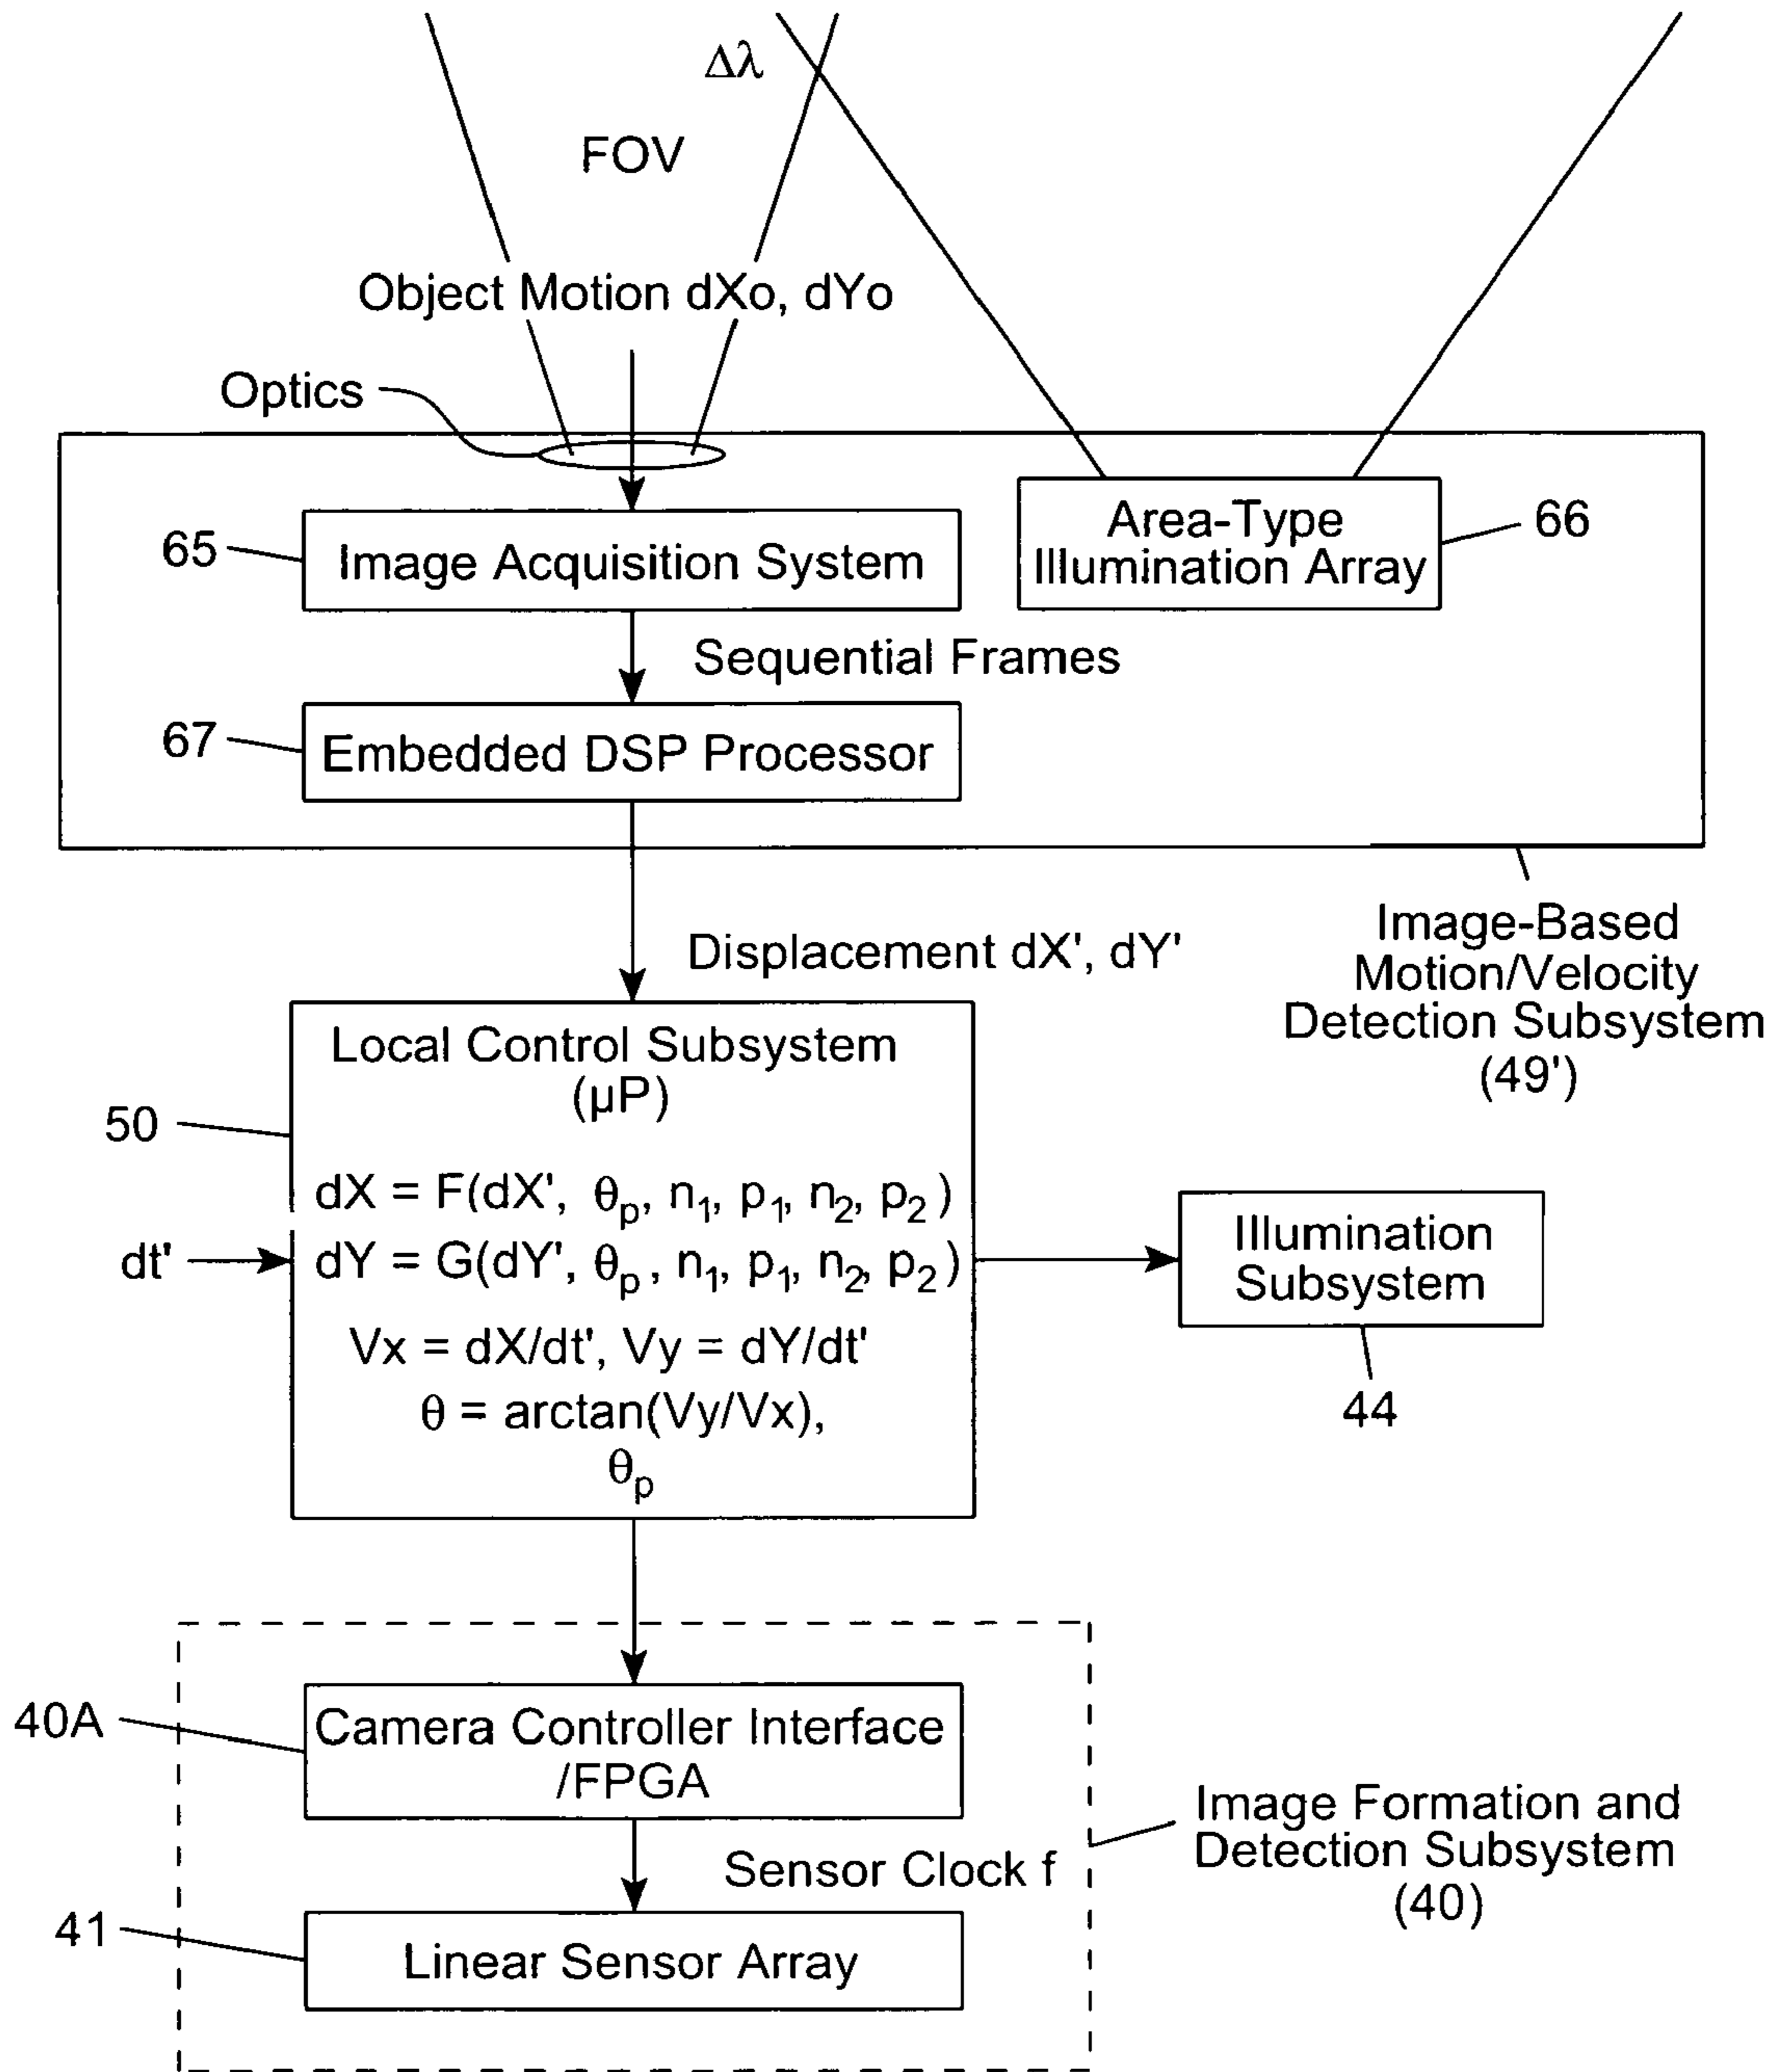 Δλ
FOV
Object Motion dXo, dYo
Optics
65
Image Acquisition System
Area-Type
Illumination Array
66
Sequential Frames
67
Embedded DSP Processor
Displacement dX', dY'
Image-Based
Motion/Velocity
Detection Subsystem
(49')
Local Control Subsystem
(µP)
50
dX = F(dX', θp, n1, p1, n2, p2)
dt'
dY = G(dY', θp, n1, p1, n2, p2)
Vx = dX/dt', Vy = dY/dt'
θ = arctan(Vy/Vx),
θp
Illumination
Subsystem
44
40A
Camera Controller Interface
/FPGA
Sensor Clock f
Image Formation and
Detection Subsystem
(40)
41
Linear Sensor Array